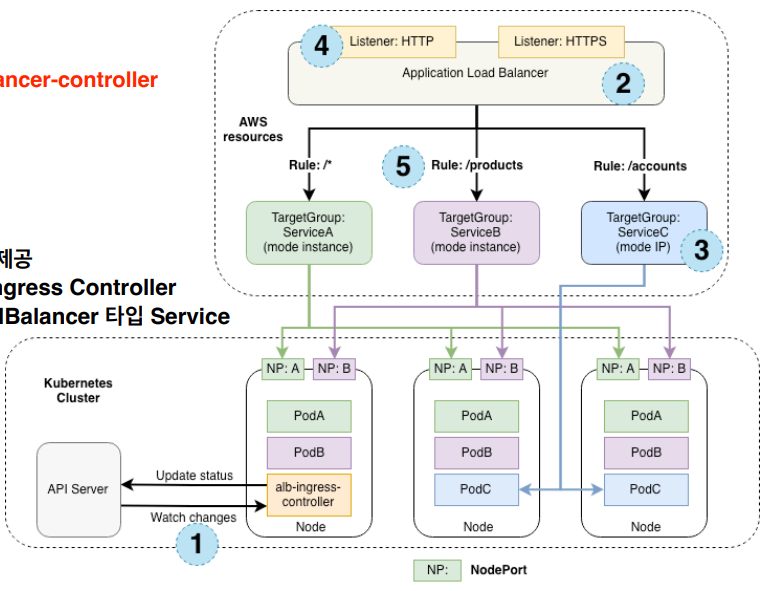 4
Listener: HTTP
Listener: HTTPS
ancer-controller
Application Load Balancer
2
AWS
resources
Rule: /*
5
Rule: /products
Rule: /accounts
TargetGroup:
ServiceA
(mode instance)
TargetGroup:
ServiceB
(mode instance)
TargetGroup:
ServiceC
(mode IP)
3
제공
ngress Controller
dBalancer 타입 Service
Kubernetes
Cluster
NP: A
NP: B
NP: A
NP: B
NP: A
NP: B
PodA
PodB
alb-ingress-
controller
Node
PodA
PodB
PodC
Node
PodA
PodB
PodC
Node
API Server
Update status
Watch changes
1
NP:
NodePort